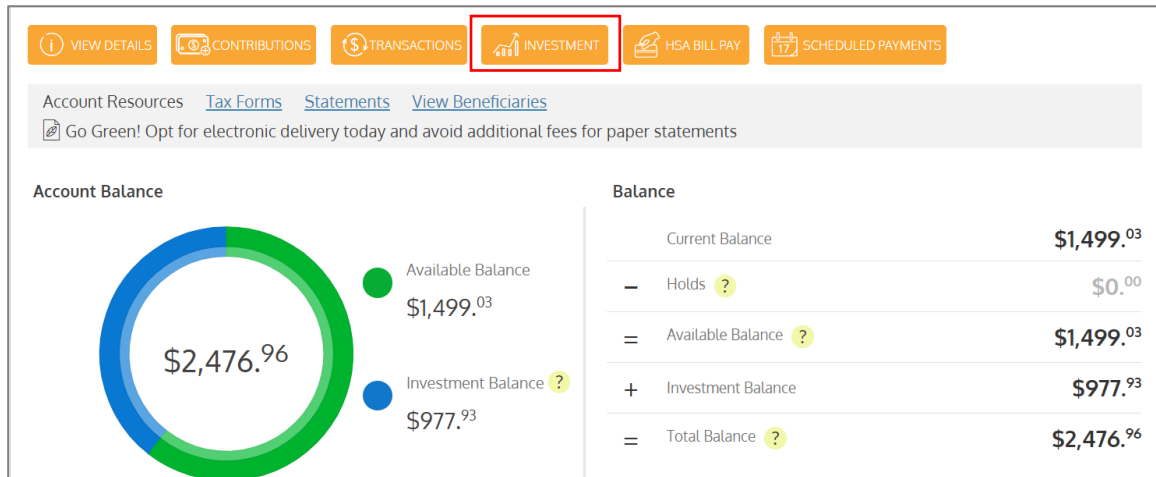 VIEW DETAILS CONTRIBUTIONS TRANSACTIONS INVESTMENT HSA BILL PAY 17 SCHEDULED PAYMENTS
Account Resources Tax Forms Statements View Beneficiaries
Go Green! Opt for electronic delivery today and avoid additional fees for paper statements
Account Balance
$2,476.96
Available Balance
$1,499.03
Investment Balance ?
$977.93
Balance
Current Balance $1,499.03
− Holds ? $0.00
= Available Balance ? $1,499.03
+ Investment Balance $977.93
= Total Balance ? $2,476.96